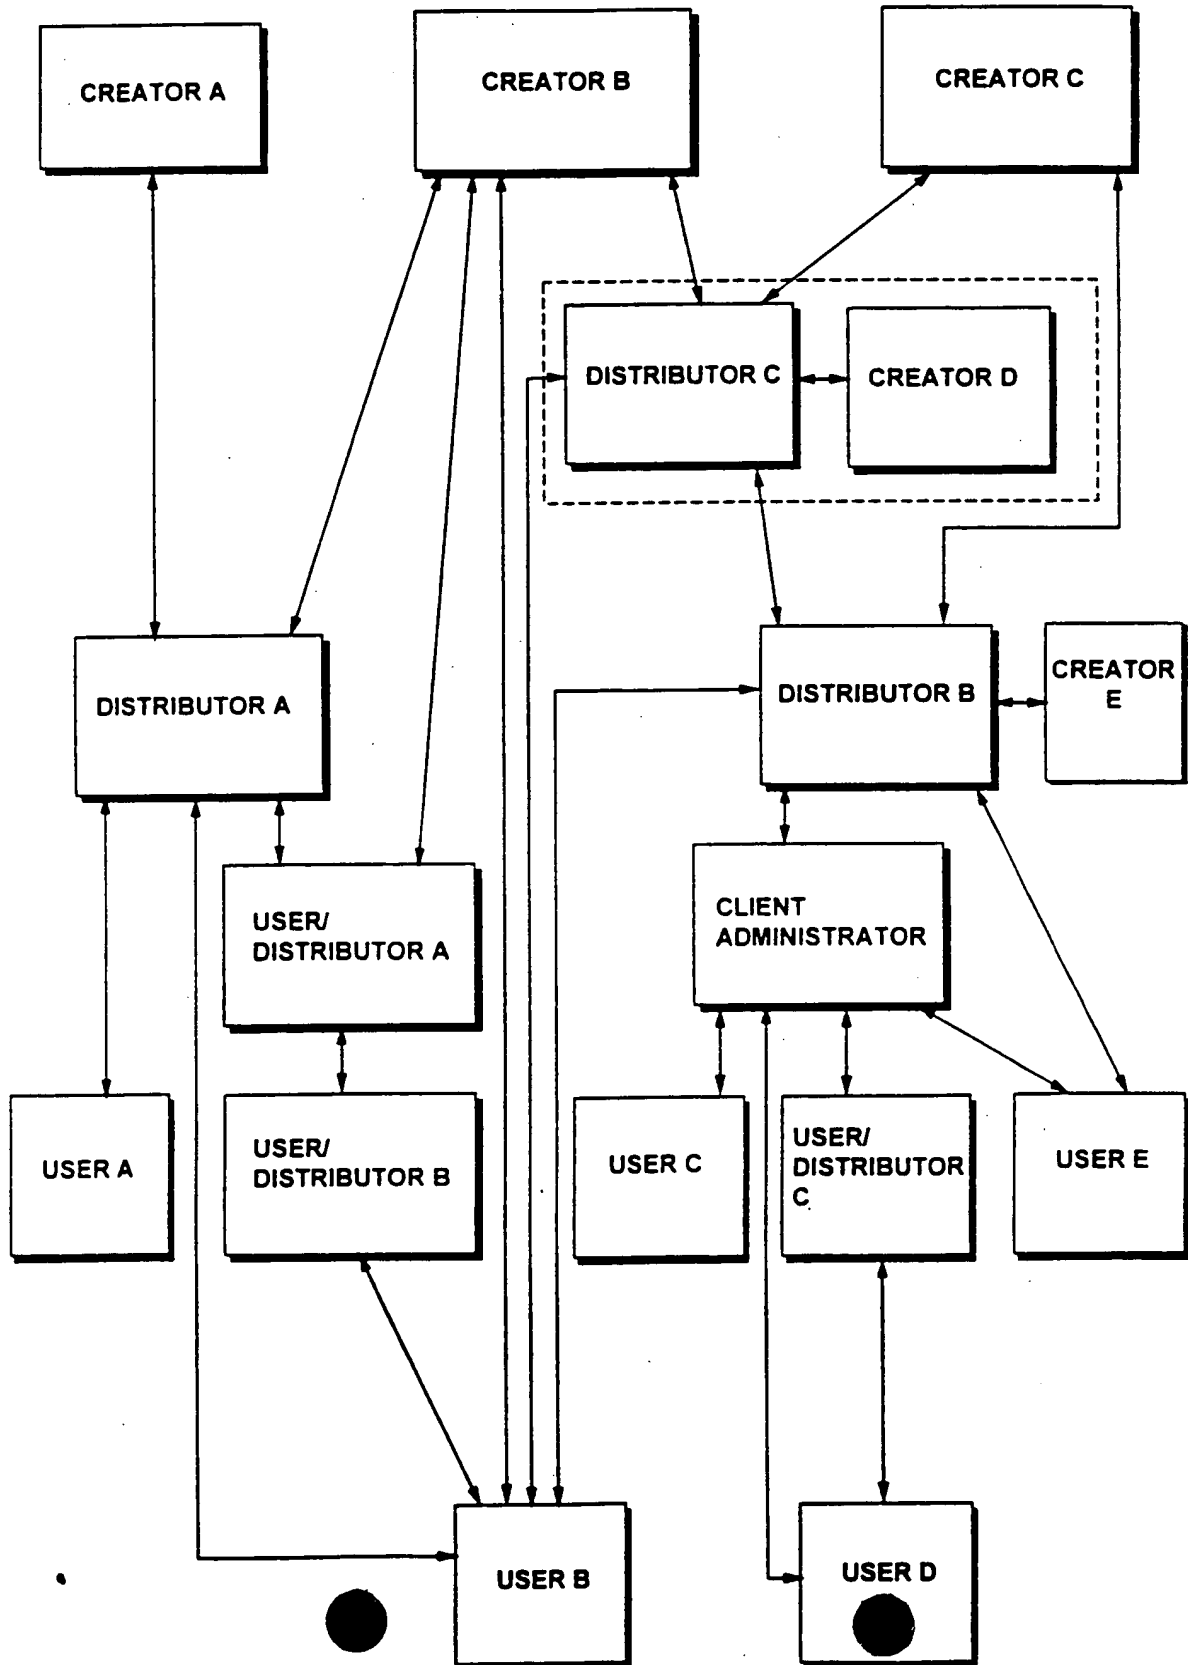 CREATOR A
CREATOR B
CREATOR C
DISTRIBUTOR C
CREATOR D
DISTRIBUTOR A
DISTRIBUTOR B
CREATOR
E
USER/
DISTRIBUTOR A
CLIENT
ADMINISTRATOR
USER A
USER/
DISTRIBUTOR B
USER C
USER/
DISTRIBUTOR
C
USER E
USER B
USER D